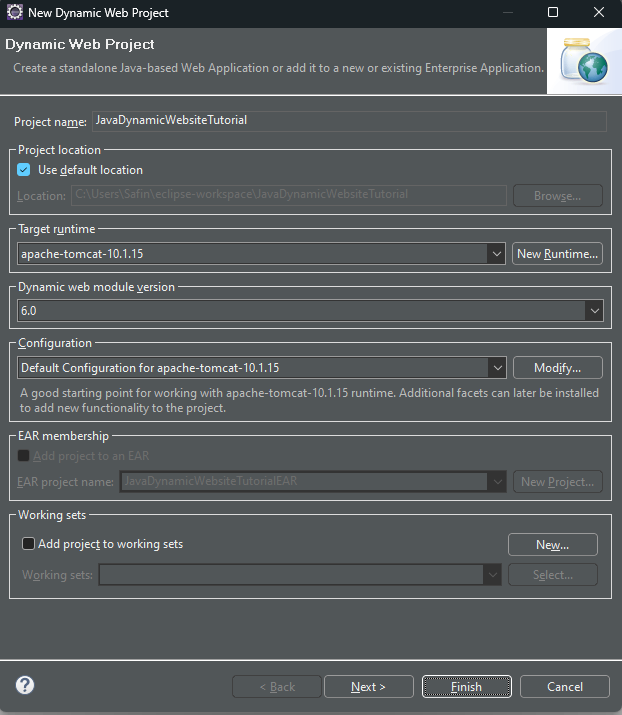 New Dynamic Web Project
Dynamic Web Project
Create a standalone Java-based Web Application or add it to a new or existing Enterprise Application.
Project name: JavaDynamicWebsiteTutorial
Project location
Use default location
Location: C:\Users\Safin\eclipse-workspace\JavaDynamicWebsiteTutorial Browse...
Target runtime
apache-tomcat-10.1.15 New Runtime...
Dynamic web module version
6.0
Configuration
Default Configuration for apache-tomcat-10.1.15 Modify...
A good starting point for working with apache-tomcat-10.1.15 runtime. Additional facets can later be installed
to add new functionality to the project.
EAR membership
Add project to an EAR
EAR project name: JavaDynamicWebsiteTutorialEAR New Project...
Working sets
Add project to working sets New...
Working sets: Select...
? < Back Next > Finish Cancel